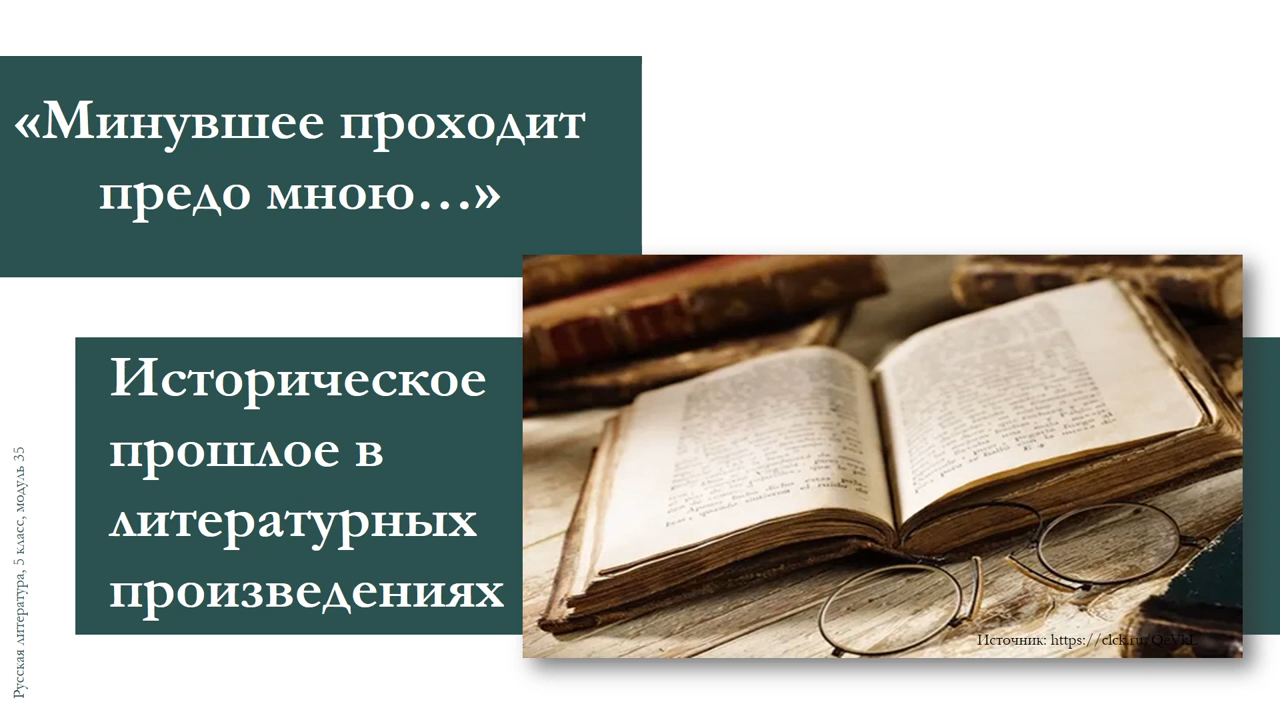 «Минувшее проходит
предо мною…»
Историческое
прошлое в
литературных
произведениях
Русская литература, 5 класс, модуль 35
Источник: https://clck.ru/